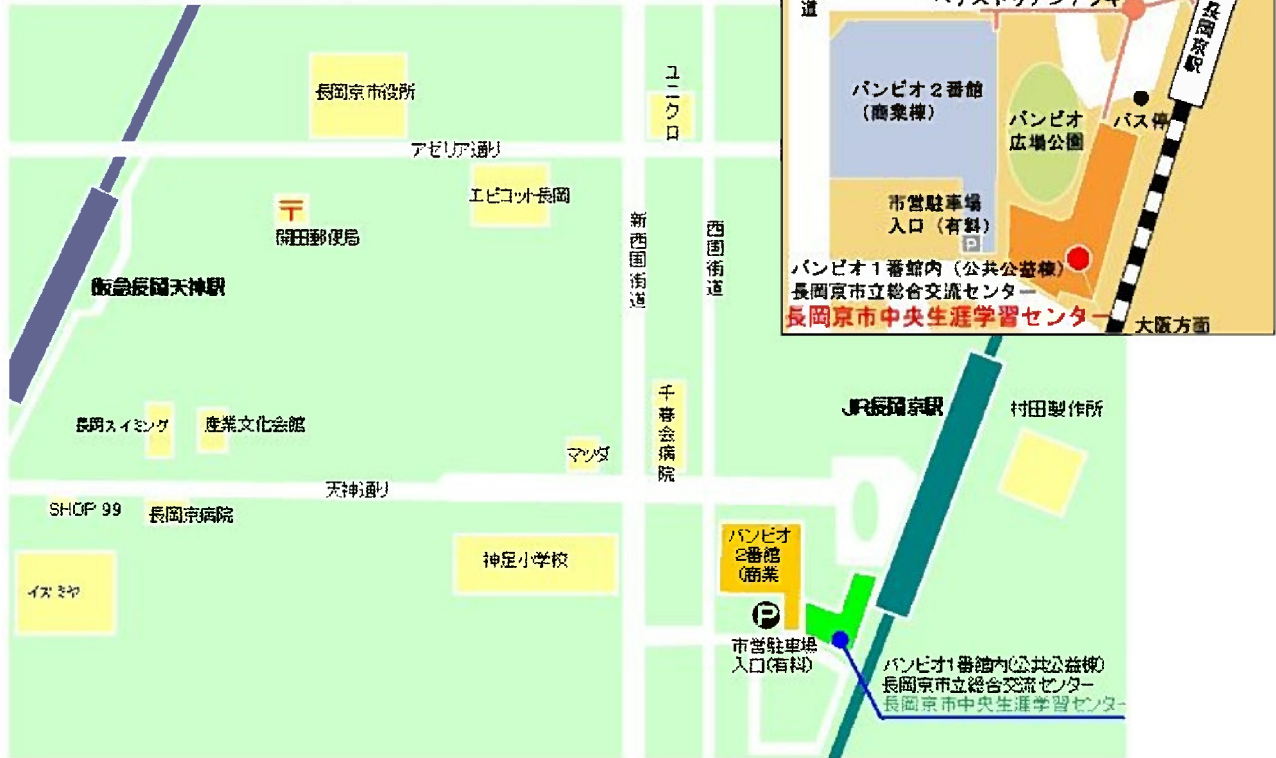 道
長岡京駅
バンビオ2番館
(商業棟)
バンビオ
広場公園
バス停
市営駐車場
入口(有料)
P
バンビオ1番館内(公共公益棟)
長岡京市立総合交流センター
長岡京市中央生涯学習センター
大阪方面
長岡京市役所
ユニクロ
アゼリア通り
エピコット長岡
開田郵便局
新西国街道
西国街道
阪急長岡天神駅
千春会病院
JR長岡京駅
村田製作所
長岡スイミング
産業文化会館
マツダ
天神通り
SHOP 99
長岡京病院
バンビオ
2番館
(商業
神足小学校
イズミヤ
P
市営駐車場
入口(有料)
バンビオ1番館内(公共公益棟)
長岡京市立総合交流センター
長岡京市中央生涯学習センター